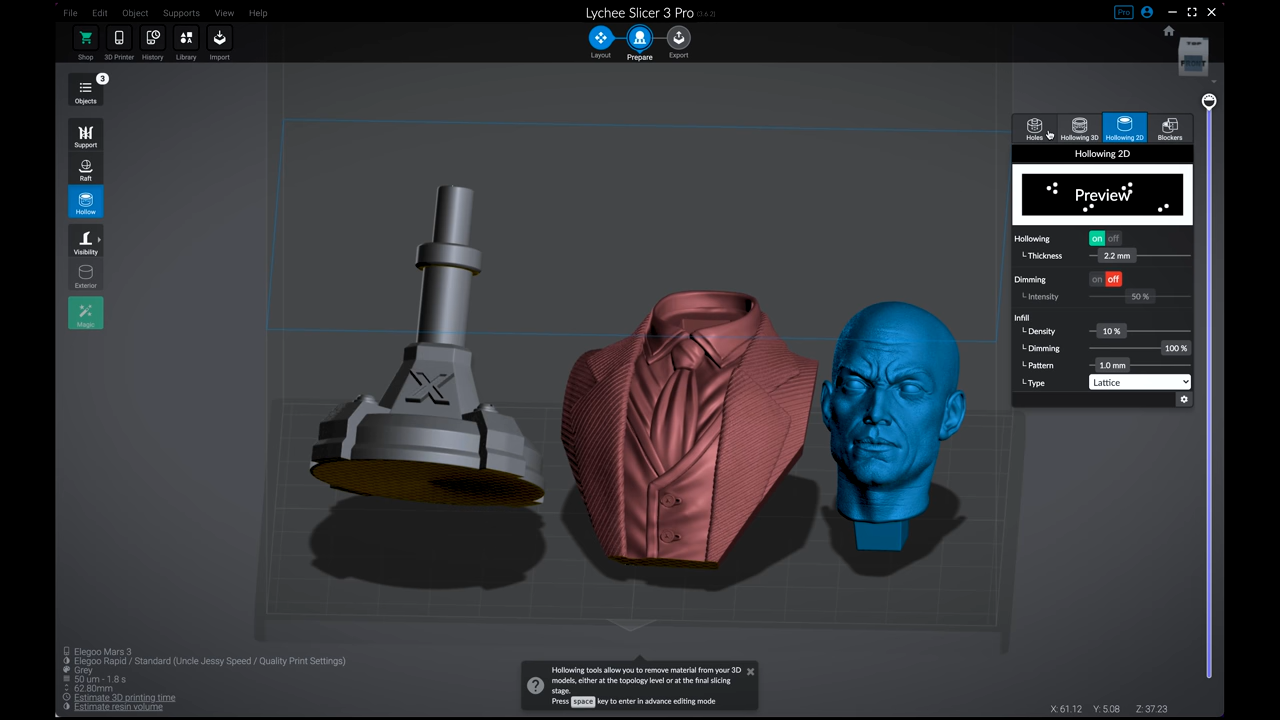 File Edit Object Supports View Help
Lychee Slicer 3 Pro (3.6.2)
Pro
Shop 3D Printer History Library Import
Layout Prepare Export
TOP
FRONT
3
Objects
Support
Raft
Hollow
Visibility
Exterior
Magic
X
Holes Hollowing 3D Hollowing 2D Blockers
Hollowing 2D
Preview
Hollowing on off
Thickness 2.2 mm
Dimming on off
Intensity 50 %
Infill
Density 10 %
Dimming 100 %
Pattern 1.0 mm
Type Lattice
Elegoo Mars 3
Elegoo Rapid / Standard (Uncle Jessy Speed / Quality Print Settings)
Grey
50 um - 1.8 s
62.80mm
Estimate 3D printing time
Estimate resin volume
Hollowing tools allow you to remove material from your 3D
models, either at the topology level or at the final slicing
stage.
Press space key to enter in advance editing mode
X: 61.12 Y: 5.08 Z: 37.23